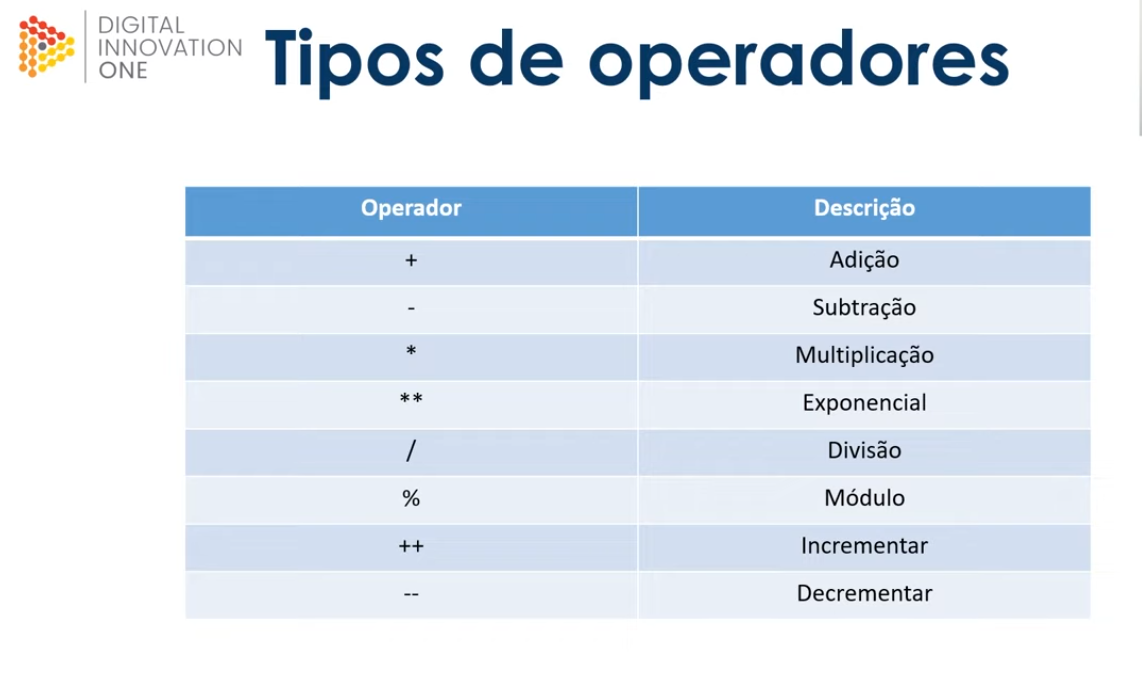 DIGITAL
INNOVATION
ONE
Tipos de operadores
Operador Descrição
+ Adição
- Subtração
* Multiplicação
** Exponencial
/ Divisão
% Módulo
++ Incrementar
-- Decrementar